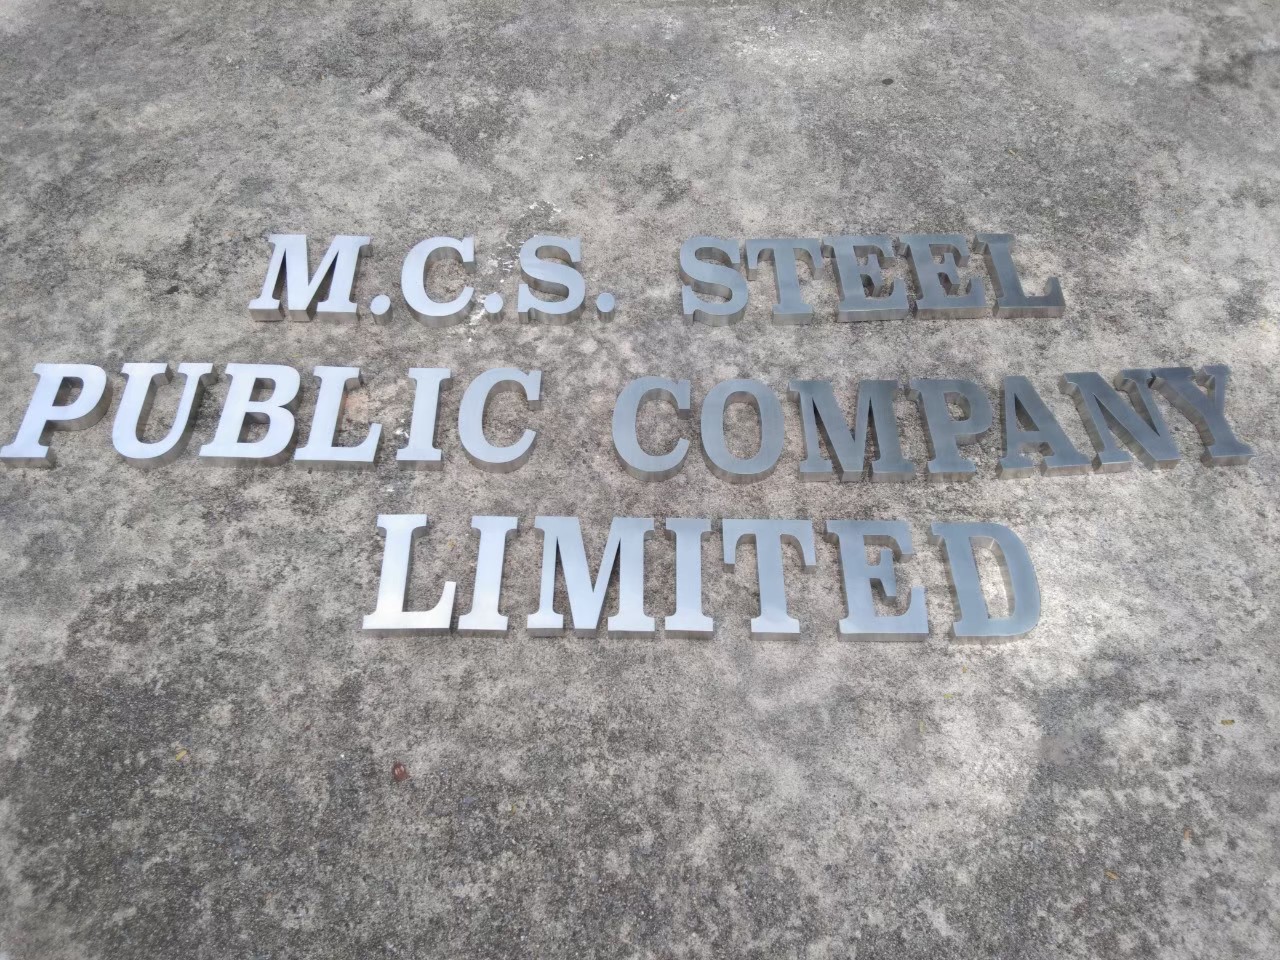 M.C.S. STEEL
PUBLIC COMPANY
LIMITED